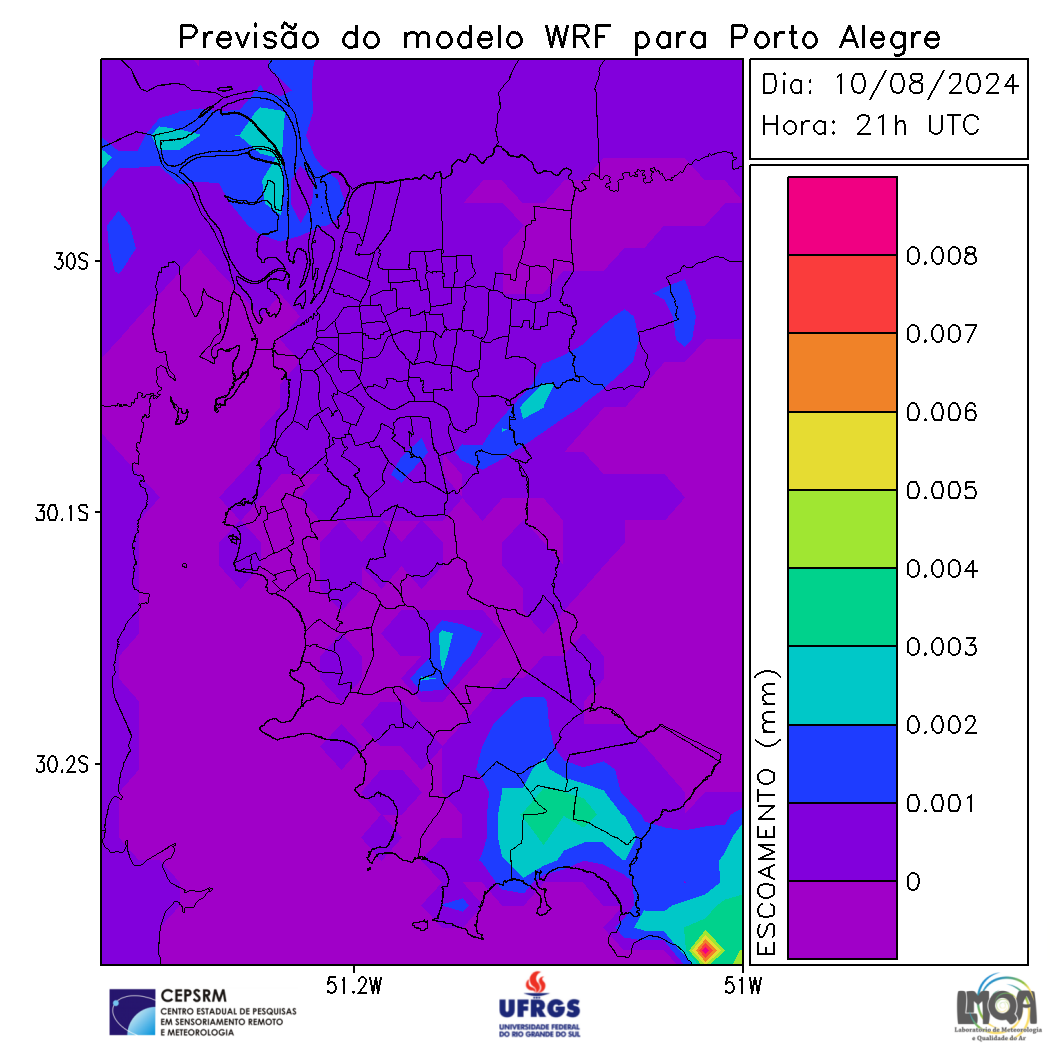 Previsão do modelo WRF para Porto Alegre
Dia: 10/08/2024
Hora: 21h UTC
30S
30.1S
30.2S
51.2W
51W
ESCOAMENTO (mm)
0.008
0.007
0.006
0.005
0.004
0.003
0.002
0.001
0
CEPSRM
CENTRO ESTADUAL DE PESQUISAS
EM SENSORIAMENTO REMOTO
E METEOROLOGIA
UFRGS
UNIVERSIDADE FEDERAL
DO RIO GRANDE DO SUL
LMQA
Laboratório de Meteorologia
e Qualidade do Ar